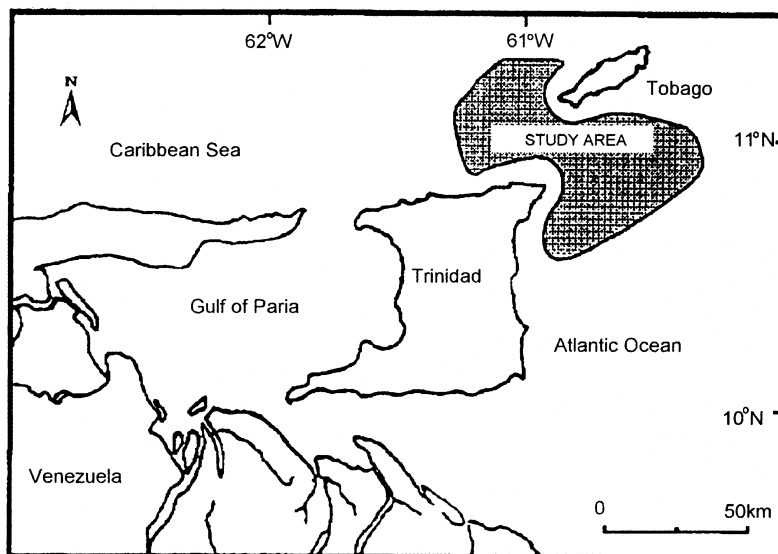 62°W
61°W
N
Tobago
STUDY AREA
11°N
Caribbean Sea
Trinidad
Gulf of Paria
Atlantic Ocean
10°N
Venezuela
0 50km